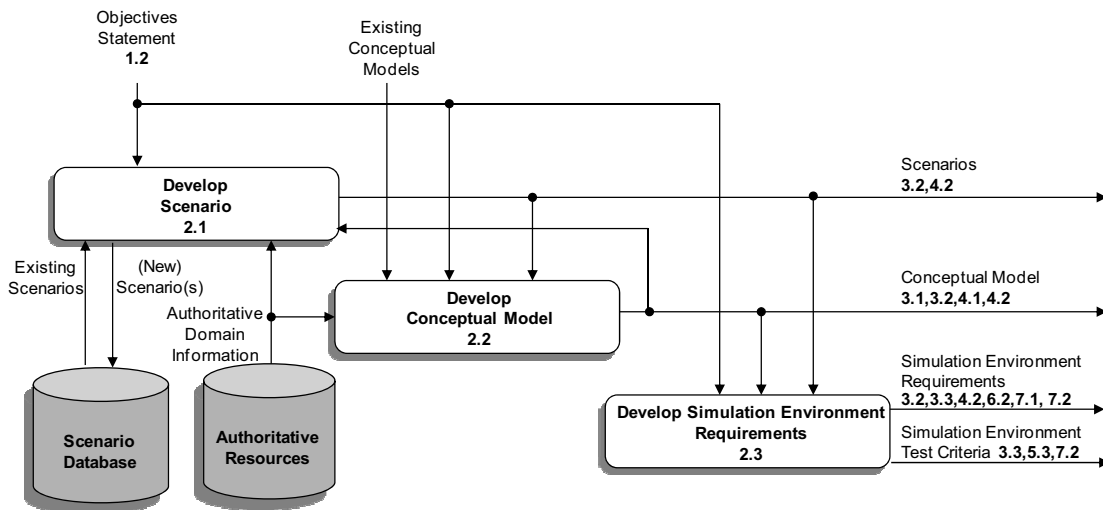 Objectives
Statement
1.2
Existing
Conceptual
Models
Scenarios
3.2,4.2
Develop
Scenario
2.1
Existing
Scenarios
(New)
Scenario(s)
Authoritative
Domain
Information
Develop
Conceptual Model
2.2
Conceptual Model
3.1,3.2,4.1,4.2
Scenario
Database
Authoritative
Resources
Develop Simulation Environment
Requirements
2.3
Simulation Environment
Requirements
3.2,3.3,4.2,6.2,7.1, 7.2
Simulation Environment
Test Criteria 3.3,5.3,7.2